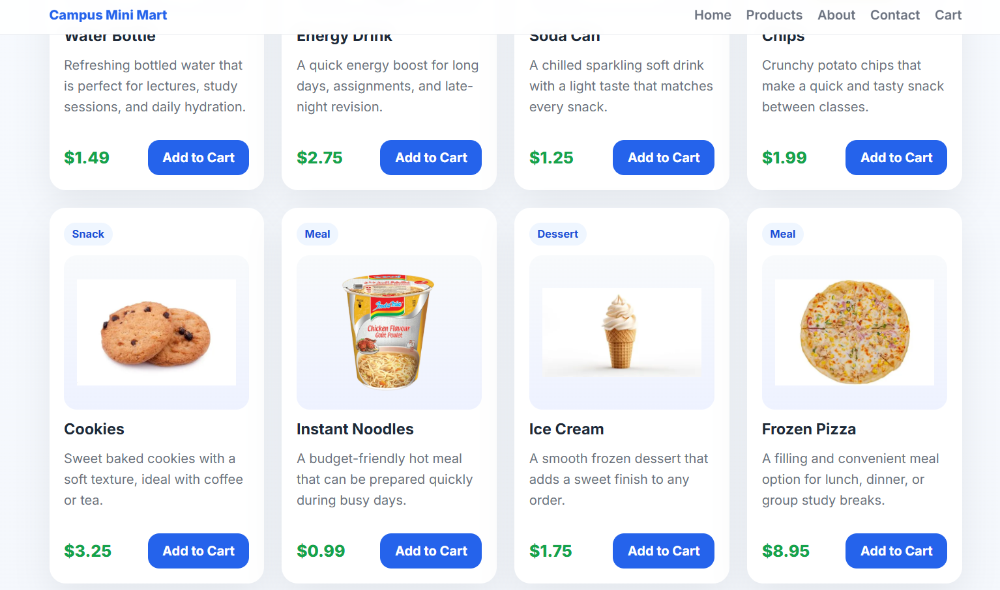 Campus Mini Mart
Home Products About Contact Cart
Water Bottle
Energy Drink
Soda Can
Chips
Refreshing bottled water that
is perfect for lectures, study
sessions, and daily hydration.
A quick energy boost for long
days, assignments, and late-
night revision.
A chilled sparkling soft drink
with a light taste that matches
every snack.
Crunchy potato chips that
make a quick and tasty snack
between classes.
$1.49
Add to Cart
$2.75
Add to Cart
$1.25
Add to Cart
$1.99
Add to Cart
Snack
Cookies
Sweet baked cookies with a
soft texture, ideal with coffee
or tea.
$3.25
Add to Cart
Meal
Indomie
Chicken Flavour
Goût Poulet
Instant Noodles
A budget-friendly hot meal
that can be prepared quickly
during busy days.
$0.99
Add to Cart
Dessert
Ice Cream
A smooth frozen dessert that
adds a sweet finish to any
order.
$1.75
Add to Cart
Meal
Frozen Pizza
A filling and convenient meal
option for lunch, dinner, or
group study breaks.
$8.95
Add to Cart